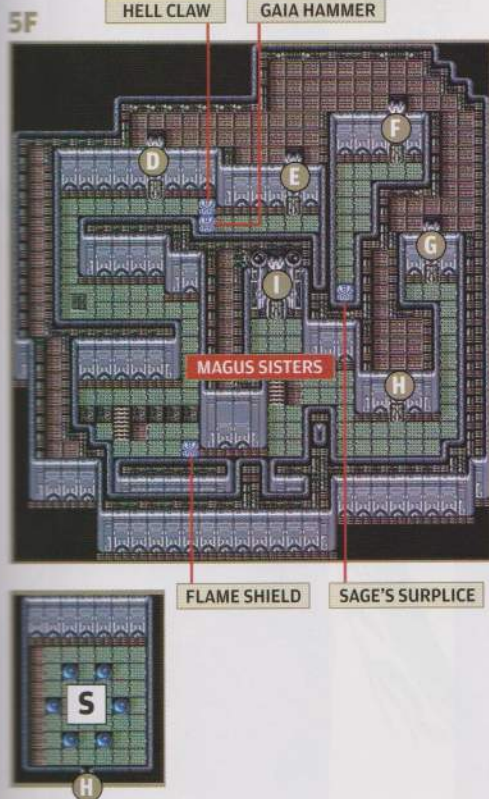 HELL CLAW
GAIA HAMMER
5F
D
E
F
G
I
MAGUS SISTERS
H
FLAME SHIELD
SAGE'S SURPLICE
S
H